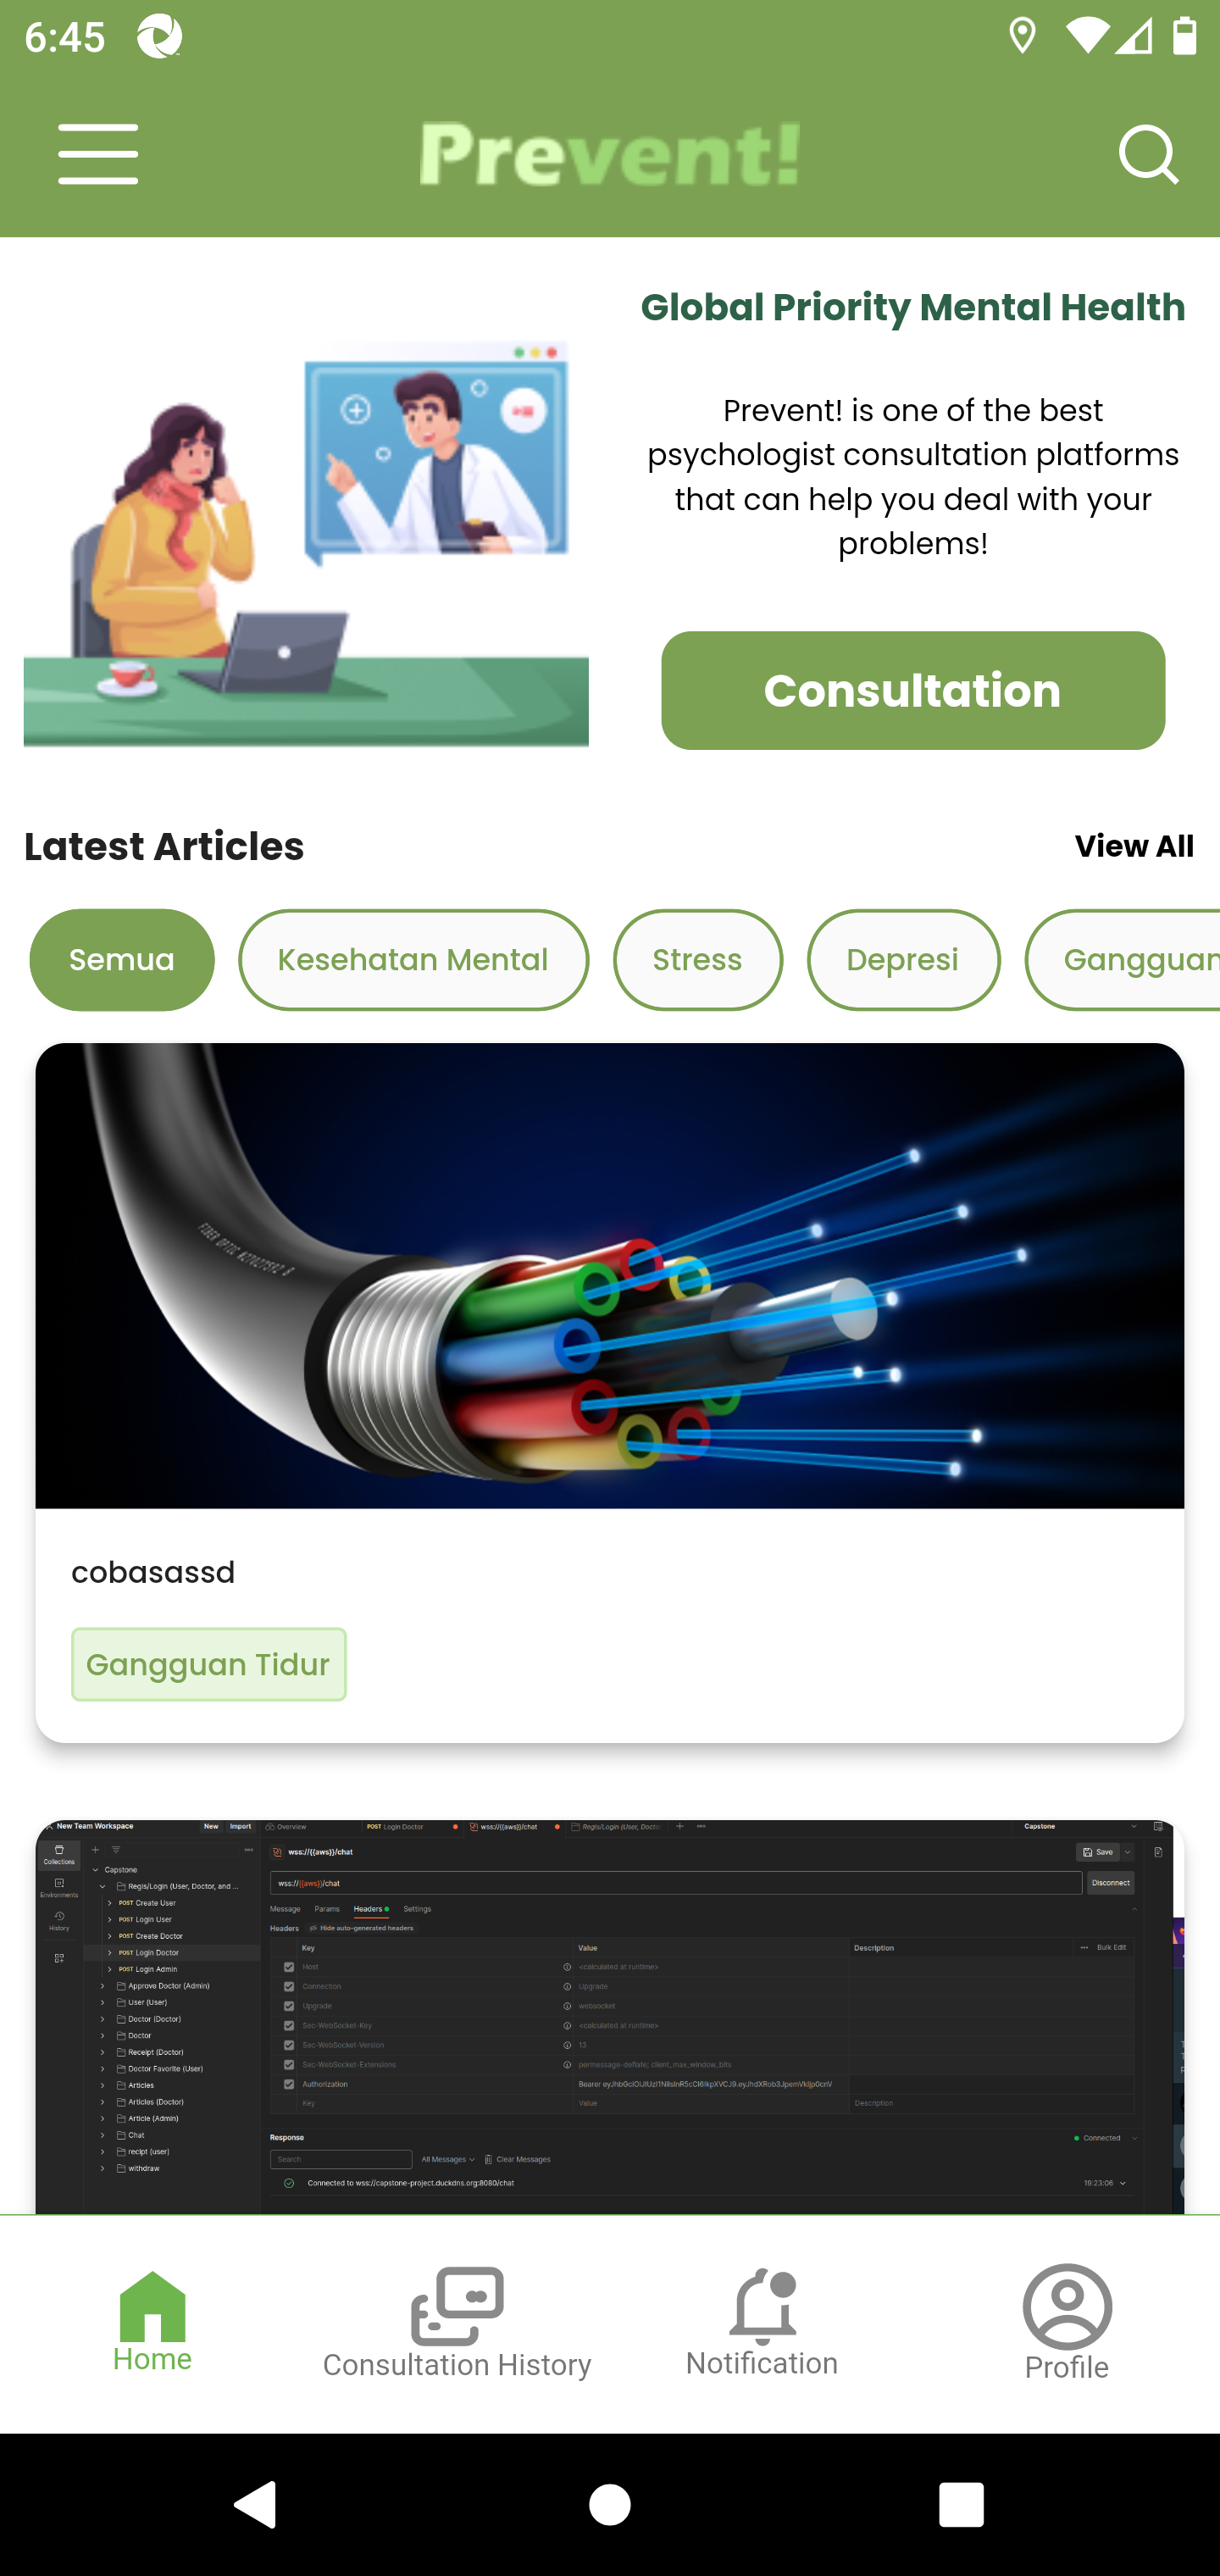 6:45
Prevent!
Global Priority Mental Health
Prevent! is one of the best
psychologist consultation platforms
that can help you deal with your
problems!
Consultation
Latest Articles
View All
Semua
Kesehatan Mental
Stress
Depresi
Gangguan
cobasassd
Gangguan Tidur
New Team Workspace
New
Import
Overview
POST Login Doctor
wss://{{aws}}/chat
Regis/Login (User, Docto
Capstone
Collections
Environments
History
Capstone
Regis/Login (User, Doctor, and ...
POST Create User
POST Login User
POST Create Doctor
POST Login Doctor
POST Login Admin
Approve Doctor (Admin)
User (User)
Doctor (Doctor)
Doctor
Receipt (Doctor)
Doctor Favorite (User)
Articles
Articles (Doctor)
Article (Admin)
Chat
recipt (user)
withdraw
wss://{{aws}}/chat
Save
wss://{{aws}}/chat
Disconnect
Message
Params
Headers
Settings
Headers
Hide auto-generated headers
Key
Value
Description
Bulk Edit
Host
<calculated at runtime>
Connection
Upgrade
Upgrade
websocket
Sec-WebSocket-Key
<calculated at runtime>
Sec-WebSocket-Version
13
Sec-WebSocket-Extensions
permessage-deflate; client_max_window_bits
Authorization
Bearer
Key
Value
Description
Response
Connected
Search
All Messages
Clear Messages
Connected to wss://capstone-project.duckdns.org:8080/chat
19:23:06
Home
Consultation History
Notification
Profile